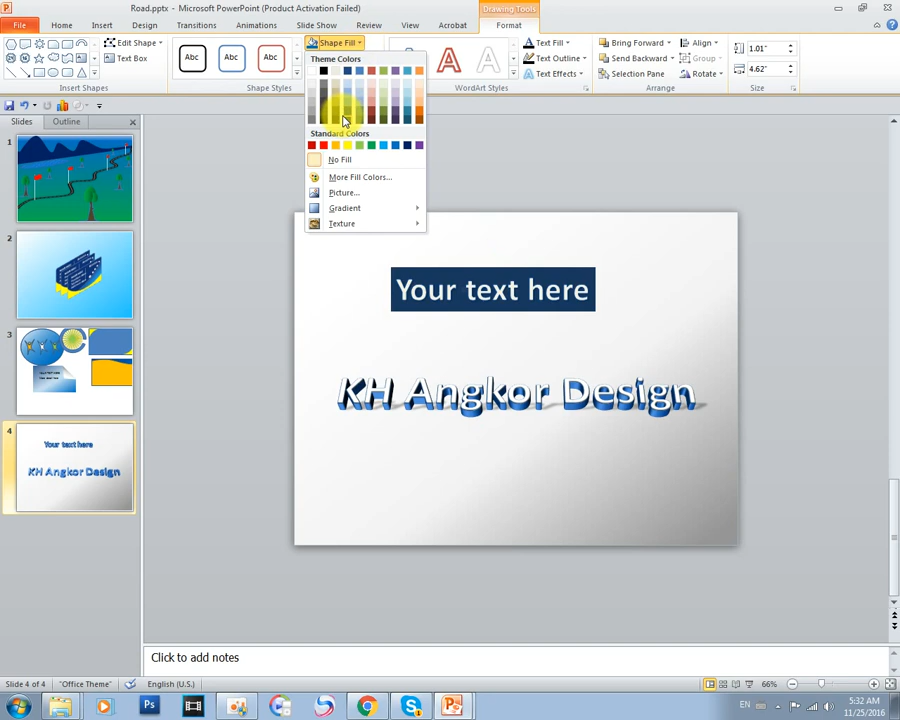 Road.pptx - PowerPoint (Product Activation Failed)
Drawing Tools
File Home Insert Design Transitions Animations Slide Show Review View Acrobat Format
Edit Shape
Text Box
Insert Shapes
Abc Abc Abc
Shape Styles
Shape Fill
Theme Colors
Standard Colors
No Fill
More Fill Colors...
Picture...
Gradient
Texture
A A
WordArt Styles
Text Fill
Text Outline
Text Effects
Bring Forward
Send Backward
Selection Pane
Align
Group
Rotate
Arrange
1.01"
4.62"
Size
Slides Outline
1
2
3
4
Your text here
KH Angkor Design
Your text here
KH Angkor Design
Click to add notes
Slide 4 of 4 "Office Theme" English (U.S.) 66%
EN
5:32 AM
11/25/2016